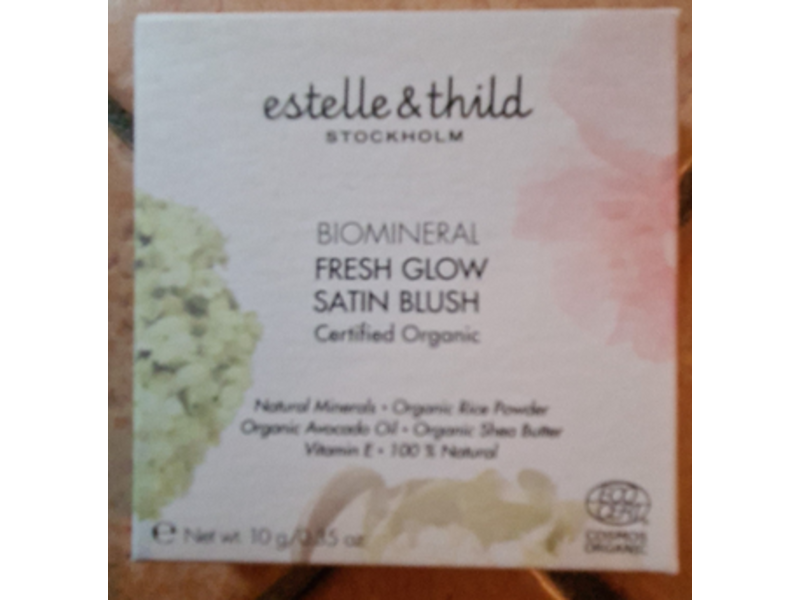 estelle & thild
STOCKHOLM
BIOMINERAL
FRESH GLOW
SATIN BLUSH
Certified Organic
Natural Minerals • Organic Rice Powder
Organic Avocado Oil • Organic Shea Butter
Vitamin E • 100 % Natural
ECO
CERT
COSMOS
ORGANIC
e Net wt. 10 g/0.35 oz